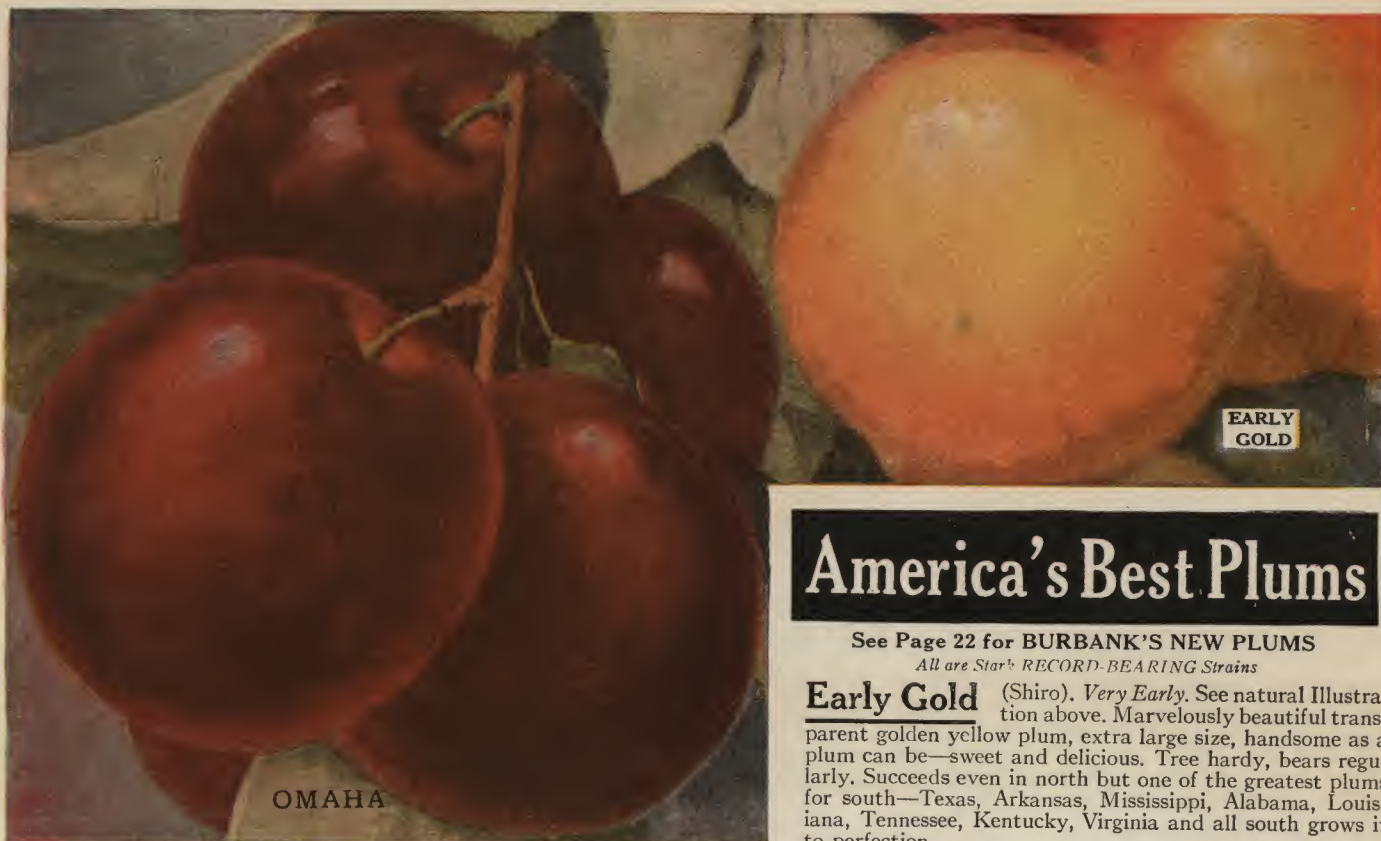 EARLY
GOLD
OMAHA
America's Best Plums
See Page 22 for BURBANK'S NEW PLUMS
All are Stark RECORD-BEARING Strains
Early Gold (Shiro). Very Early. See natural Illustra-
tion above. Marvelously beautiful trans-
parent golden yellow plum, extra large size, handsome as a
plum can be—sweet and delicious. Tree hardy, bears regu-
larly. Succeeds even in north but one of the greatest plums
for south—Texas, Arkansas, Mississippi, Alabama, Louis-
iana, Tennessee, Kentucky, Virginia and all south grows it
to perfection.